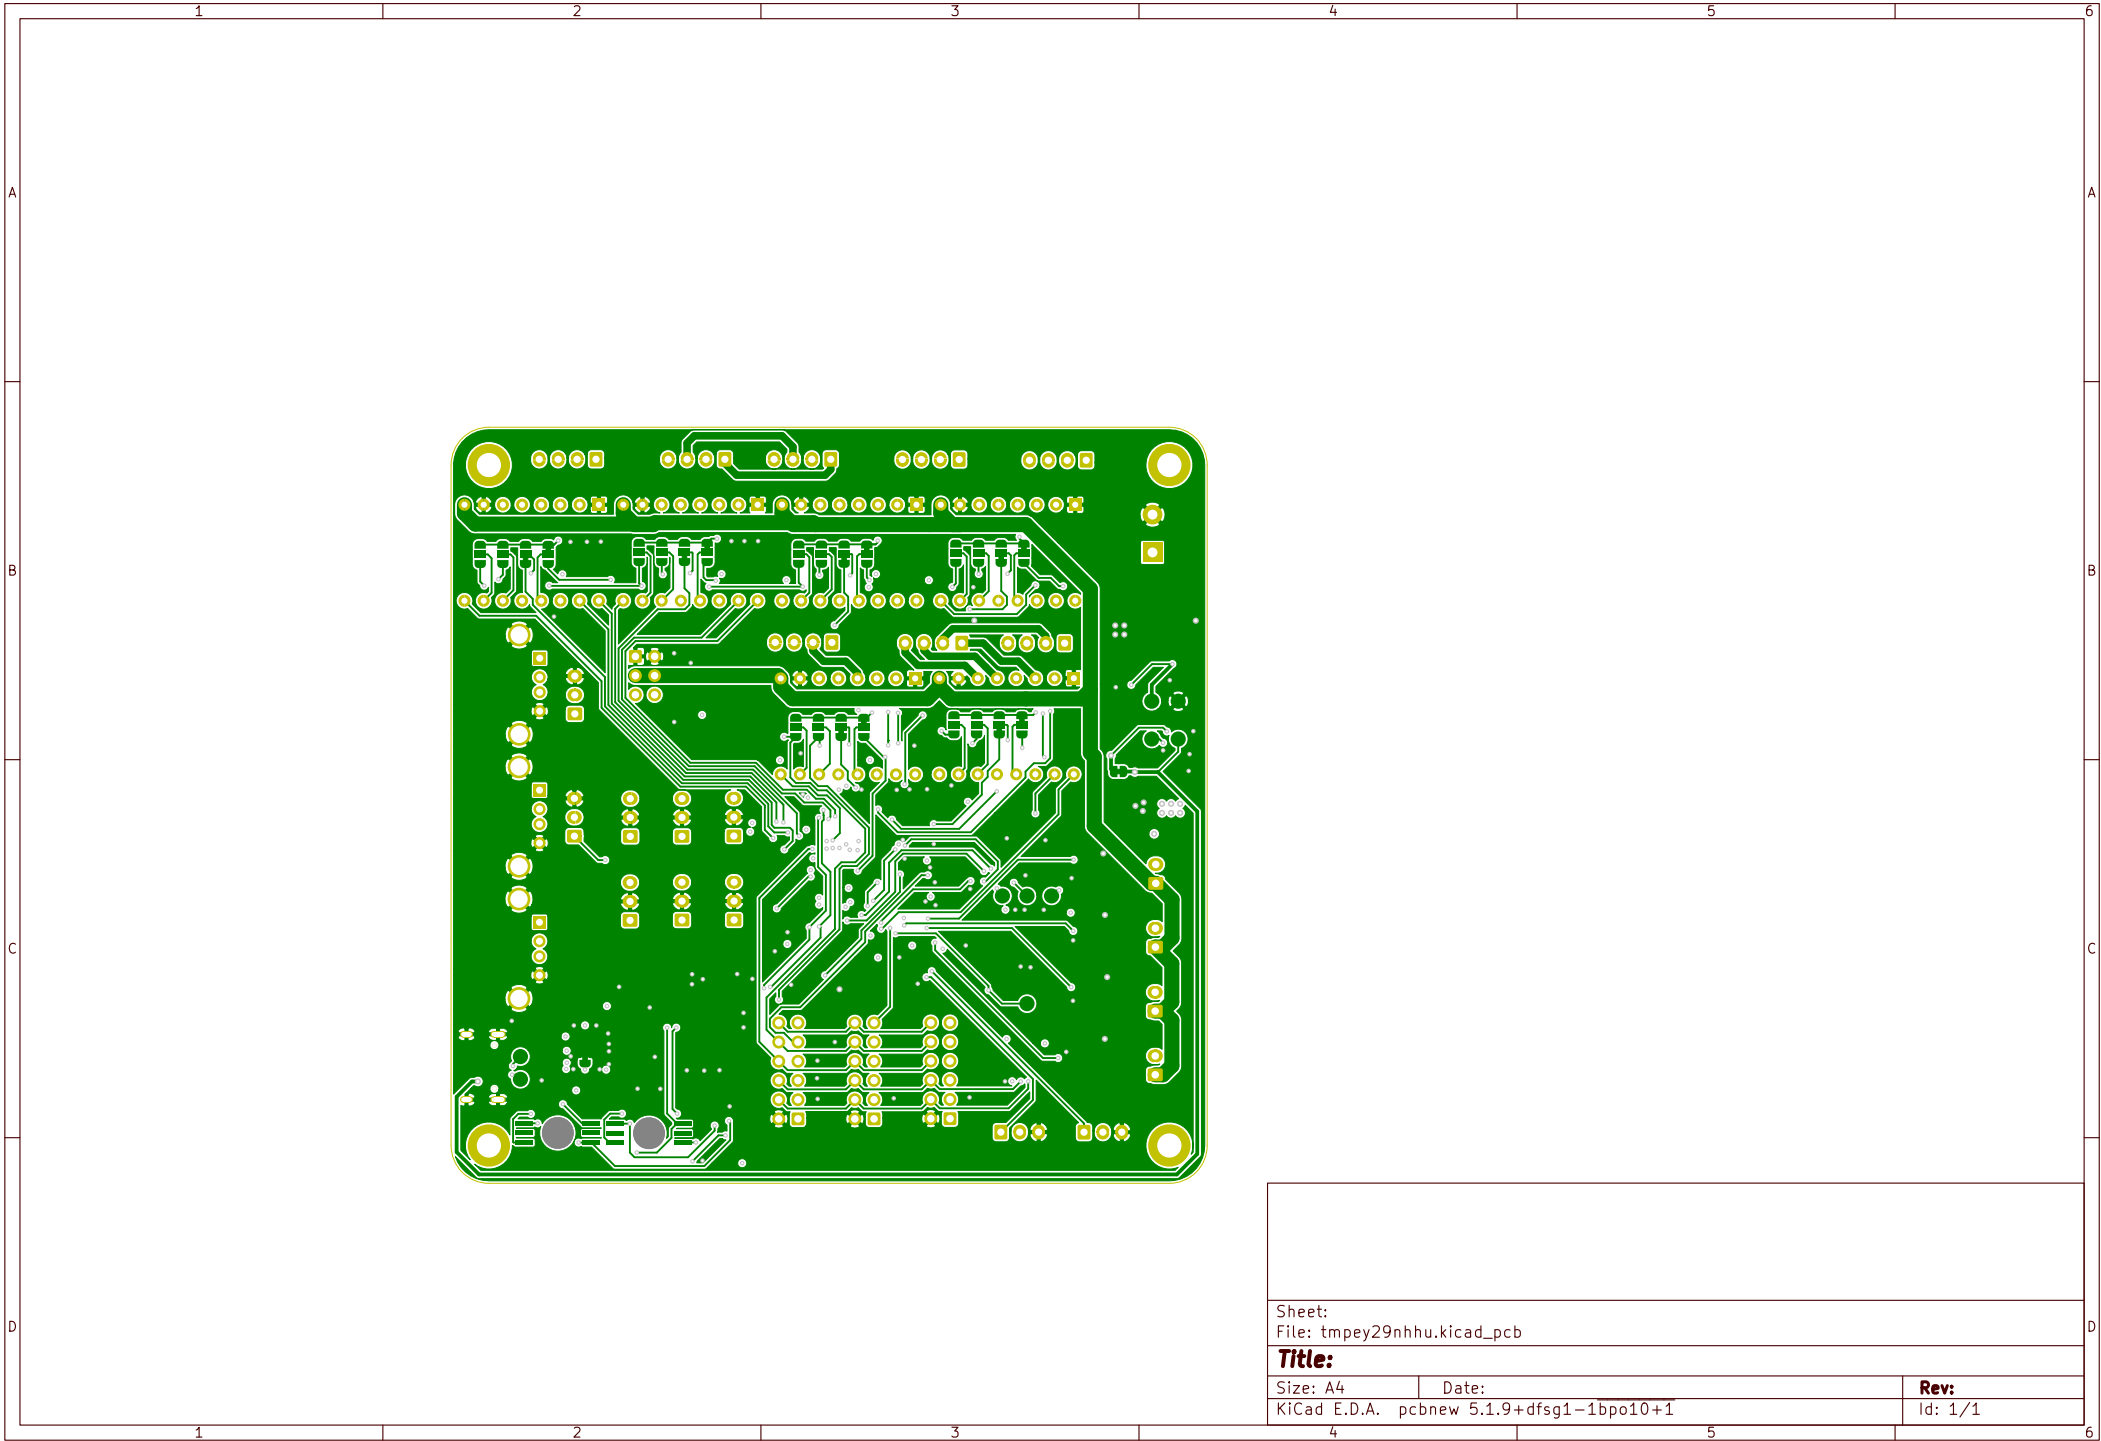 1 2 3 4 5 6
A A
B B
C C
D D
Sheet:
File: tmpey29nhhu.kicad_pcb
Title:
Size: A4 Date: Rev:
KiCad E.D.A. pcbnew 5.1.9+dfsg1-1bpo10+1 Id: 1/1
1 2 3 4 5 6